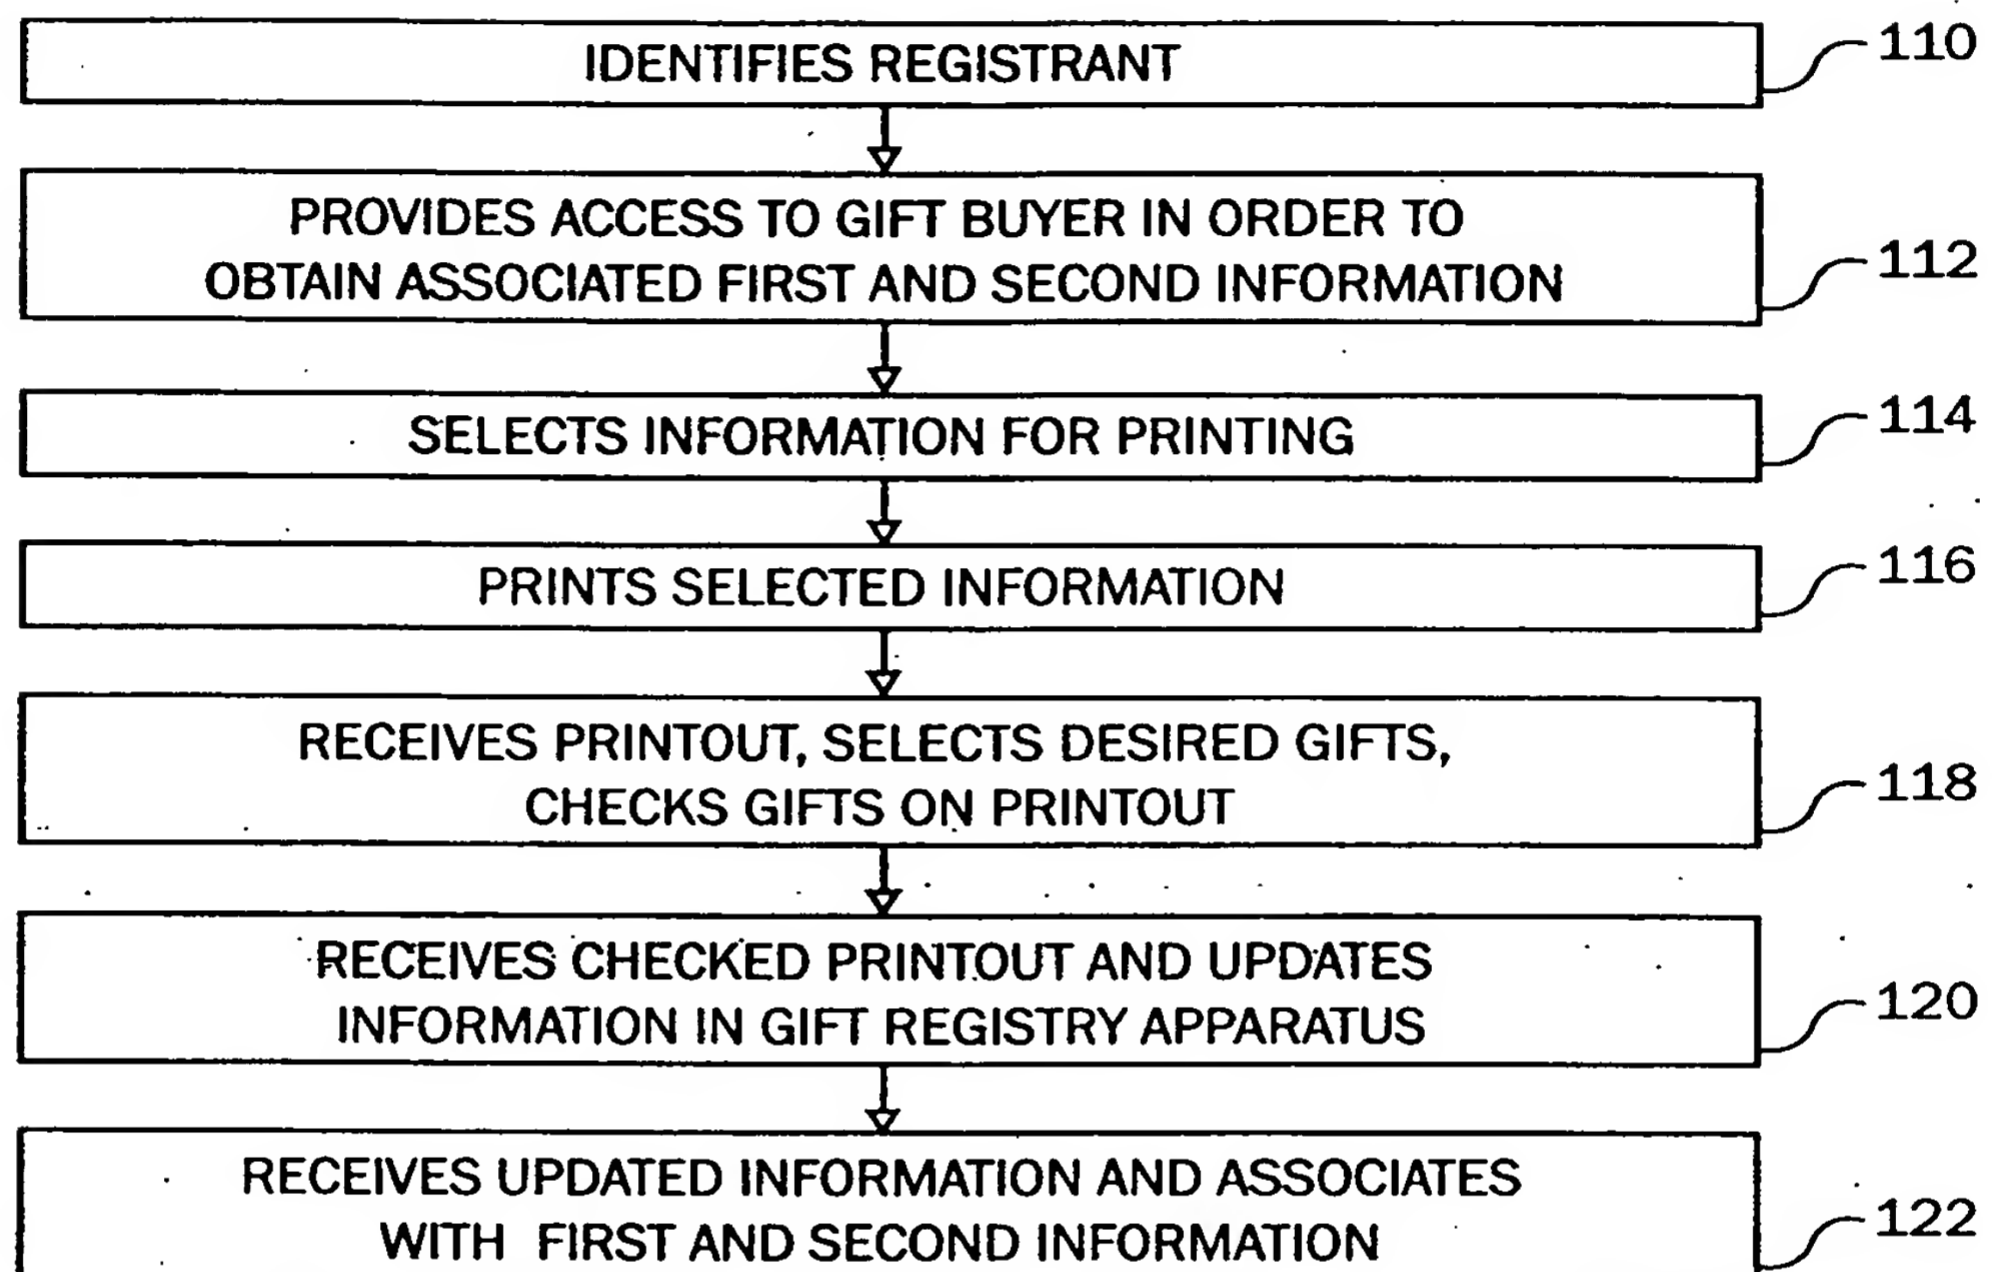 IDENTIFIES REGISTRANT
110
PROVIDES ACCESS TO GIFT BUYER IN ORDER TO
OBTAIN ASSOCIATED FIRST AND SECOND INFORMATION
112
SELECTS INFORMATION FOR PRINTING
114
PRINTS SELECTED INFORMATION
116
RECEIVES PRINTOUT, SELECTS DESIRED GIFTS,
CHECKS GIFTS ON PRINTOUT
118
RECEIVES CHECKED PRINTOUT AND UPDATES
INFORMATION IN GIFT REGISTRY APPARATUS
120
RECEIVES UPDATED INFORMATION AND ASSOCIATES
WITH FIRST AND SECOND INFORMATION
122